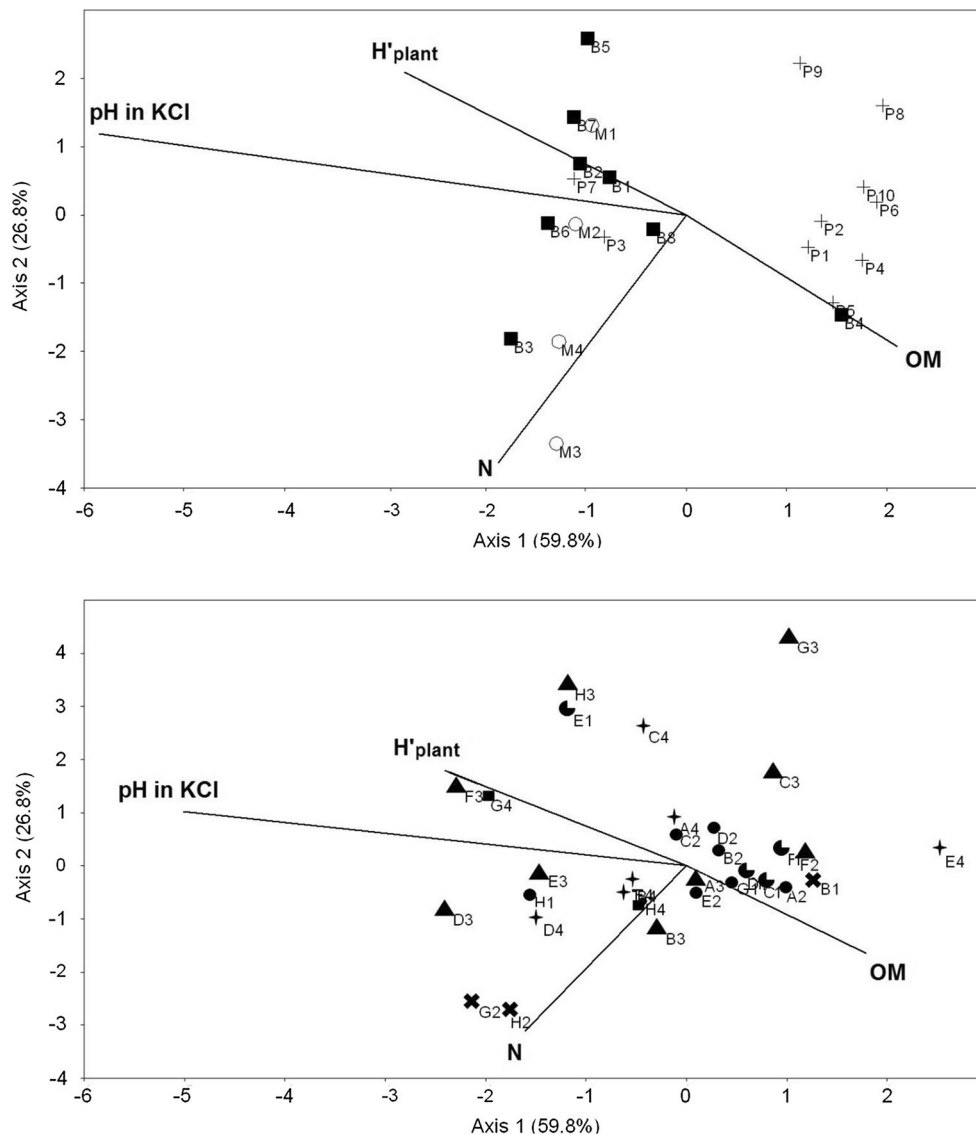 B5
H'plant
2
P9
pH in KCl
P8
B7
M1
1
B2
P7
B1
P10
P6
Axis 2 (26.8%)
0
B6
M2
P3
B8
P2
P1
P4
-1
P5
B4
B3
M4
-2
OM
-3
M3
N
-4
-6
-5
-4
-3
-2
-1
0
1
2
Axis 1 (59.8%)
4
G3
H3
3
E1
C4
H'plant
2
pH in KCl
C3
F3
G4
1
A4
C2
D2
B2
F1
F2
E4
Axis 2 (26.8%)
0
E3
A3
G1
C1
A2
B1
H1
E2
H4
D3
D4
B3
-1
OM
-2
G2
H2
-3
N
-4
-6
-5
-4
-3
-2
-1
0
1
2
Axis 1 (59.8%)